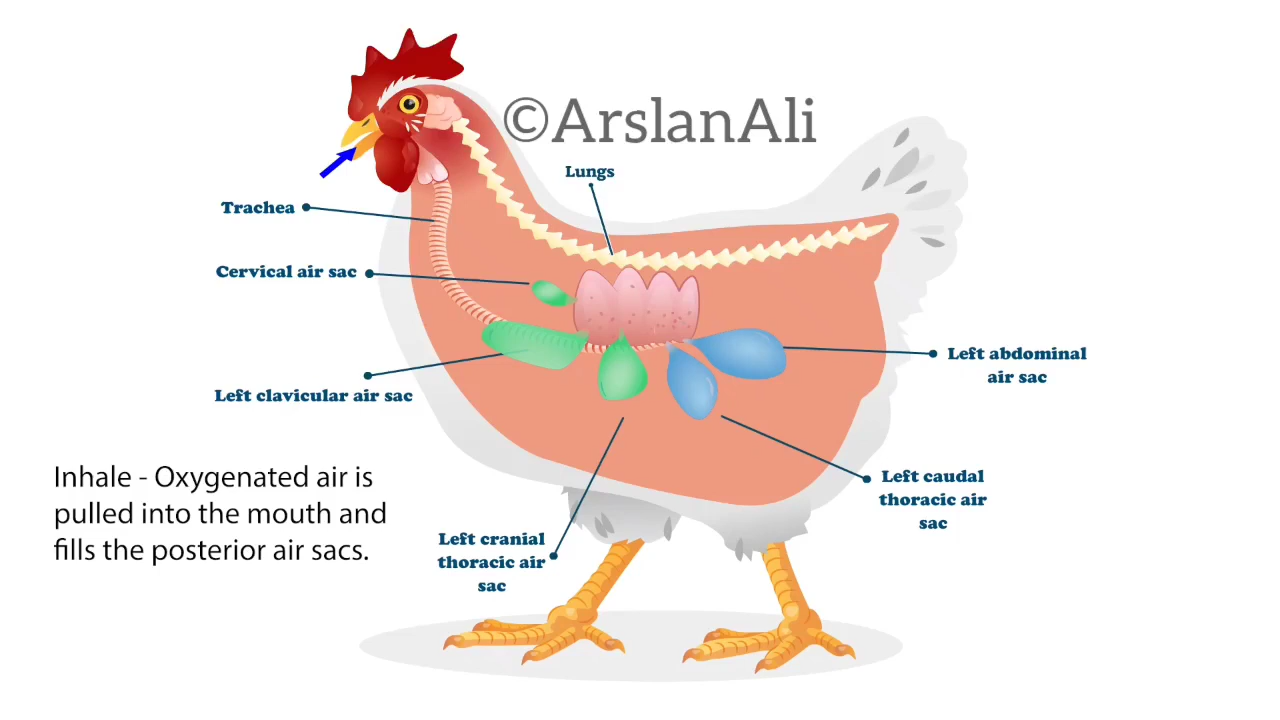 ©ArslanAli
Lungs
Trachea
Cervical air sac
Left clavicular air sac
Left abdominal
air sac
Left caudal
thoracic air
sac
Left cranial
thoracic air
sac
Inhale - Oxygenated air is
pulled into the mouth and
fills the posterior air sacs.